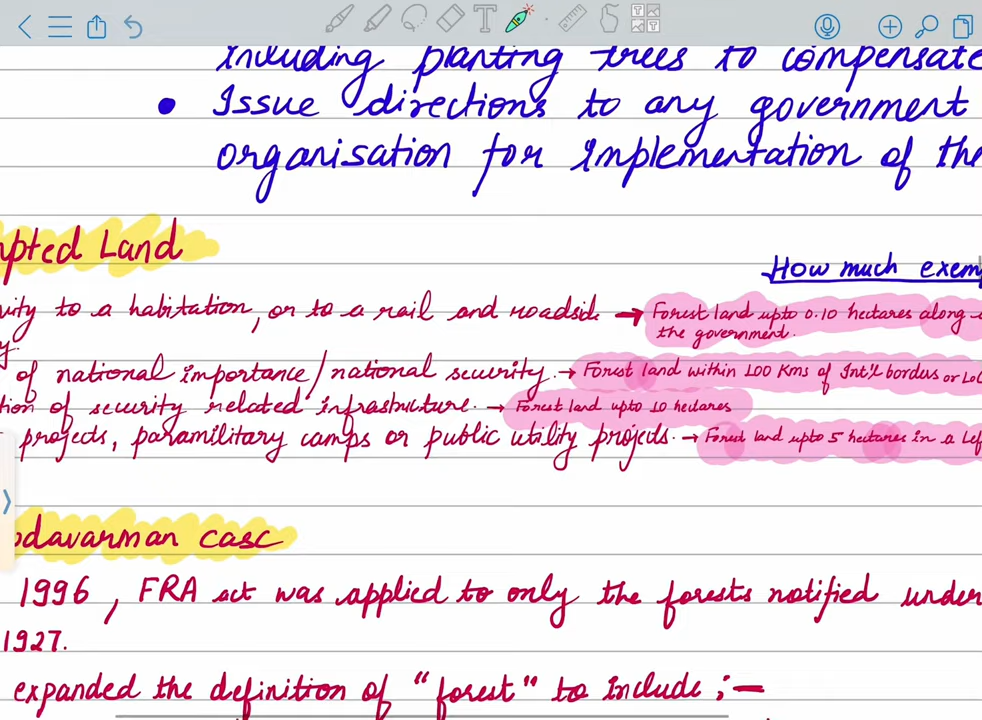 including planting trees to compensate
• Issue directions to any government
organisation for implementation of the
pted Land
How much exem
vity to a habitation, or to a rail and roadside → Forest land upto 0.10 hectares along
the government.
y.
of national importance/national security. → Forest land within 100 Kms of Int'l borders or LoC
tion of security related infrastructure. → Forest land upto 10 hectares
projects, paramilitary camps or public utility projects. → Forest land upto 5 hectares in a Lef
odavarman case
1996, FRA act was applied to only the forests notified under
1927.
expanded the definition of "forest" to include ;-